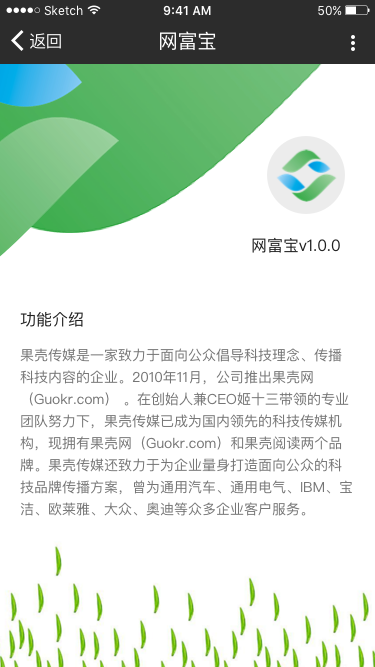 Sketch 9:41 AM 50%
返回 网富宝
网富宝v1.0.0
功能介绍
果壳传媒是一家致力于面向公众倡导科技理念、传播
科技内容的企业。2010年11月，公司推出果壳网
（Guokr.com） 。在创始人兼CEO姬十三带领的专业
团队努力下，果壳传媒已成为国内领先的科技传媒机
构，现拥有果壳网（Guokr.com）和果壳阅读两个品
牌。果壳传媒还致力于为企业量身打造面向公众的科
技品牌传播方案，曾为通用汽车、通用电气、IBM、宝
洁、欧莱雅、大众、奥迪等众多企业客户服务。